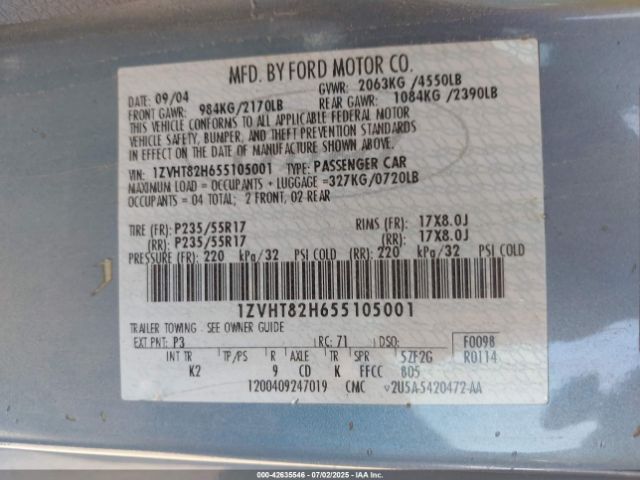 MFD. BY FORD MOTOR CO.
DATE: 09/04 GVWR: 2063KG /4550LB
FRONT GAWR: 984KG/2170LB REAR GAWR: 1084KG /2390LB
THIS VEHICLE CONFORMS TO ALL APPLICABLE FEDERAL MOTOR
VEHICLE SAFETY, BUMPER, AND THEFT PREVENTION STANDARDS
IN EFFECT ON THE DATE OF MANUFACTURE SHOWN ABOVE.
VIN: 1ZVHT82H655105001 TYPE: PASSENGER CAR
MAXIMUM LOAD = OCCUPANTS + LUGGAGE =327KG/0720LB
OCCUPANTS = 04 TOTAL; 2 FRONT, 02 REAR
TIRE (FR): P235/55R17 RIMS (FR): 17X8.0J
(RR): P235/55R17 (RR): 17X8.0J
PRESSURE (FR): 220 kPa/32 PSI COLD (RR): 220 kPa/32 PSI COLD
1ZVHT82H655105001
TRAILER TOWING - SEE OWNER GUIDE
EXT PNT: P3 RC: 71 DSO: F0098
INT TR TP/PS R AXLE TR SPR 5ZF2G R0114
K2 9 CD K FFCC 805
1200409247019 CMC v2U5A-5420472-AA
000-42635546 | 07/02/2025 | IAAI.COM